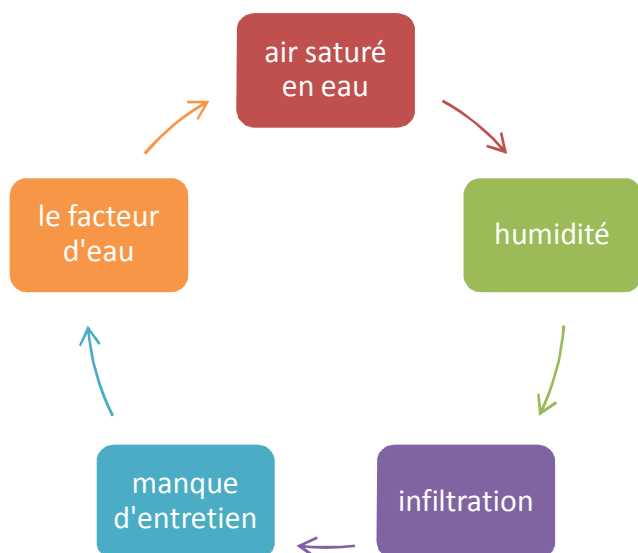 air saturé
en eau
humidité
infiltration
manque
d'entretien
le facteur
d'eau